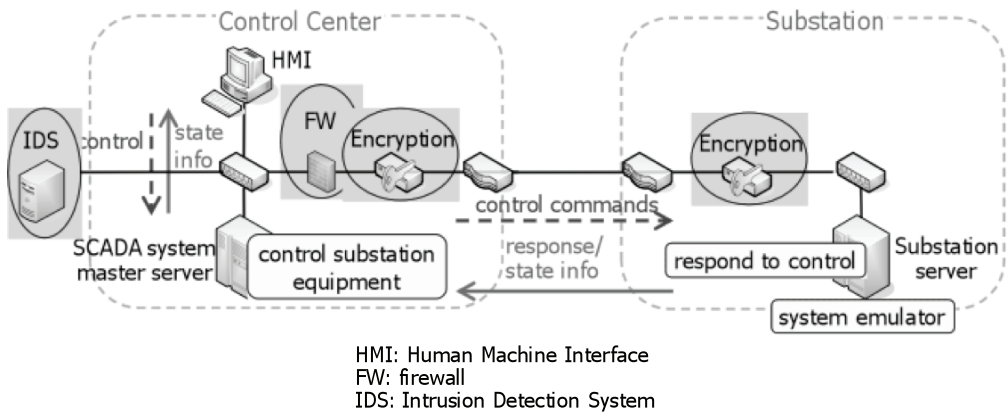 Control Center
Substation
HMI
IDS
control
state
info
FW
Encryption
Encryption
control commands
SCADA system
master server
control substation
equipment
response/
state info
respond to control
Substation
server
system emulator
HMI: Human Machine Interface
FW: firewall
IDS: Intrusion Detection System